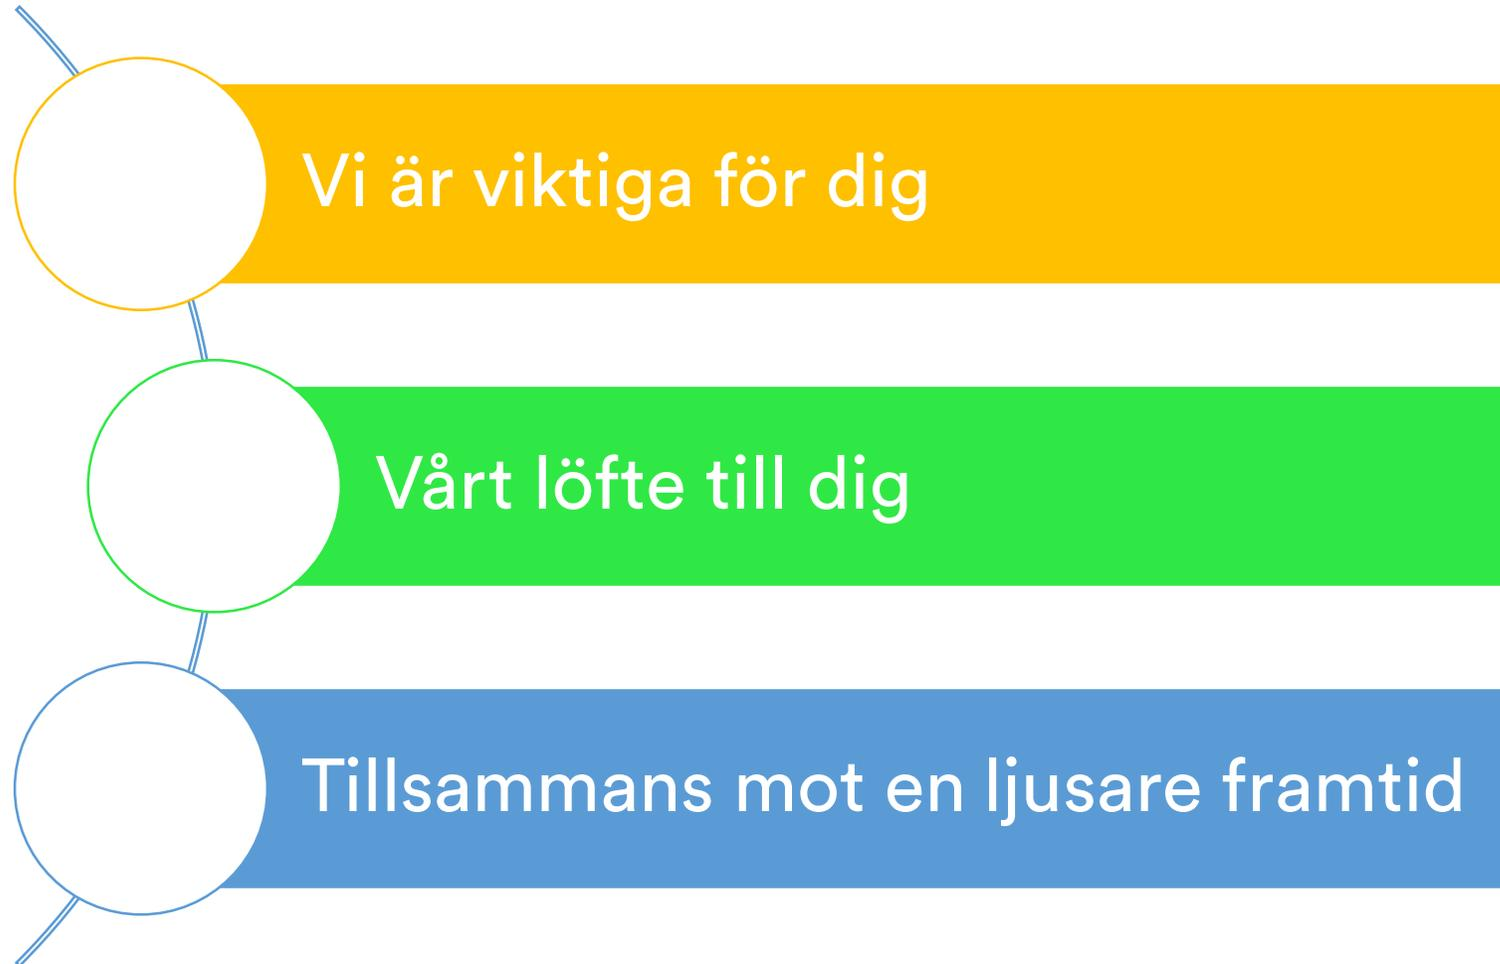 Vi är viktiga för dig
Vårt löfte till dig
Tillsammans mot en ljusare framtid